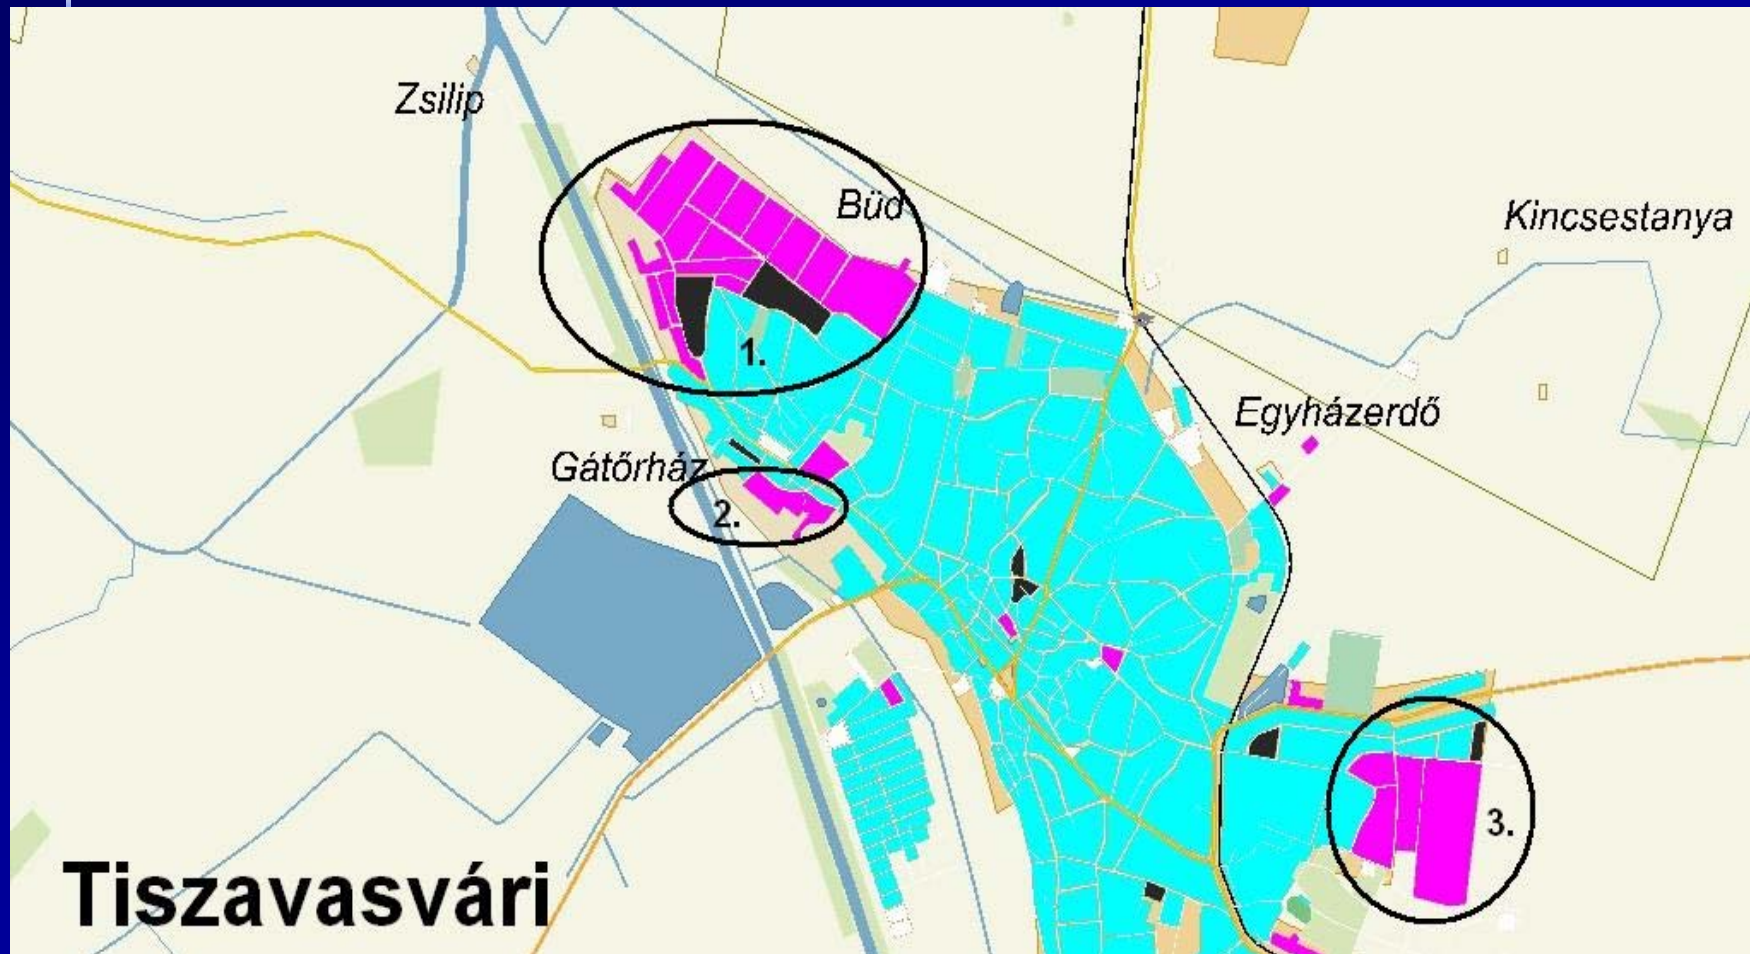 Zsilip
Büd
Kincsestanya
1.
Egyházerdő
Gátőrház
2.
3.
Tiszavasvári